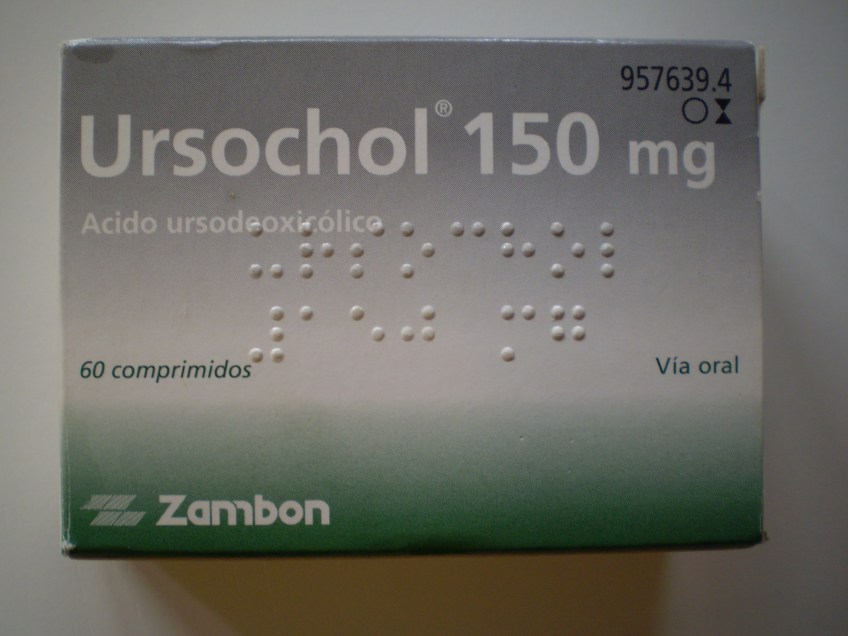 957639.4
Ursochol® 150 mg
Acido ursodeoxicólico
⠥⠗⠎⠕⠉⠓⠕⠇
⠼⠁⠑⠚⠀⠍⠛
60 comprimidos
Vía oral
Zambon